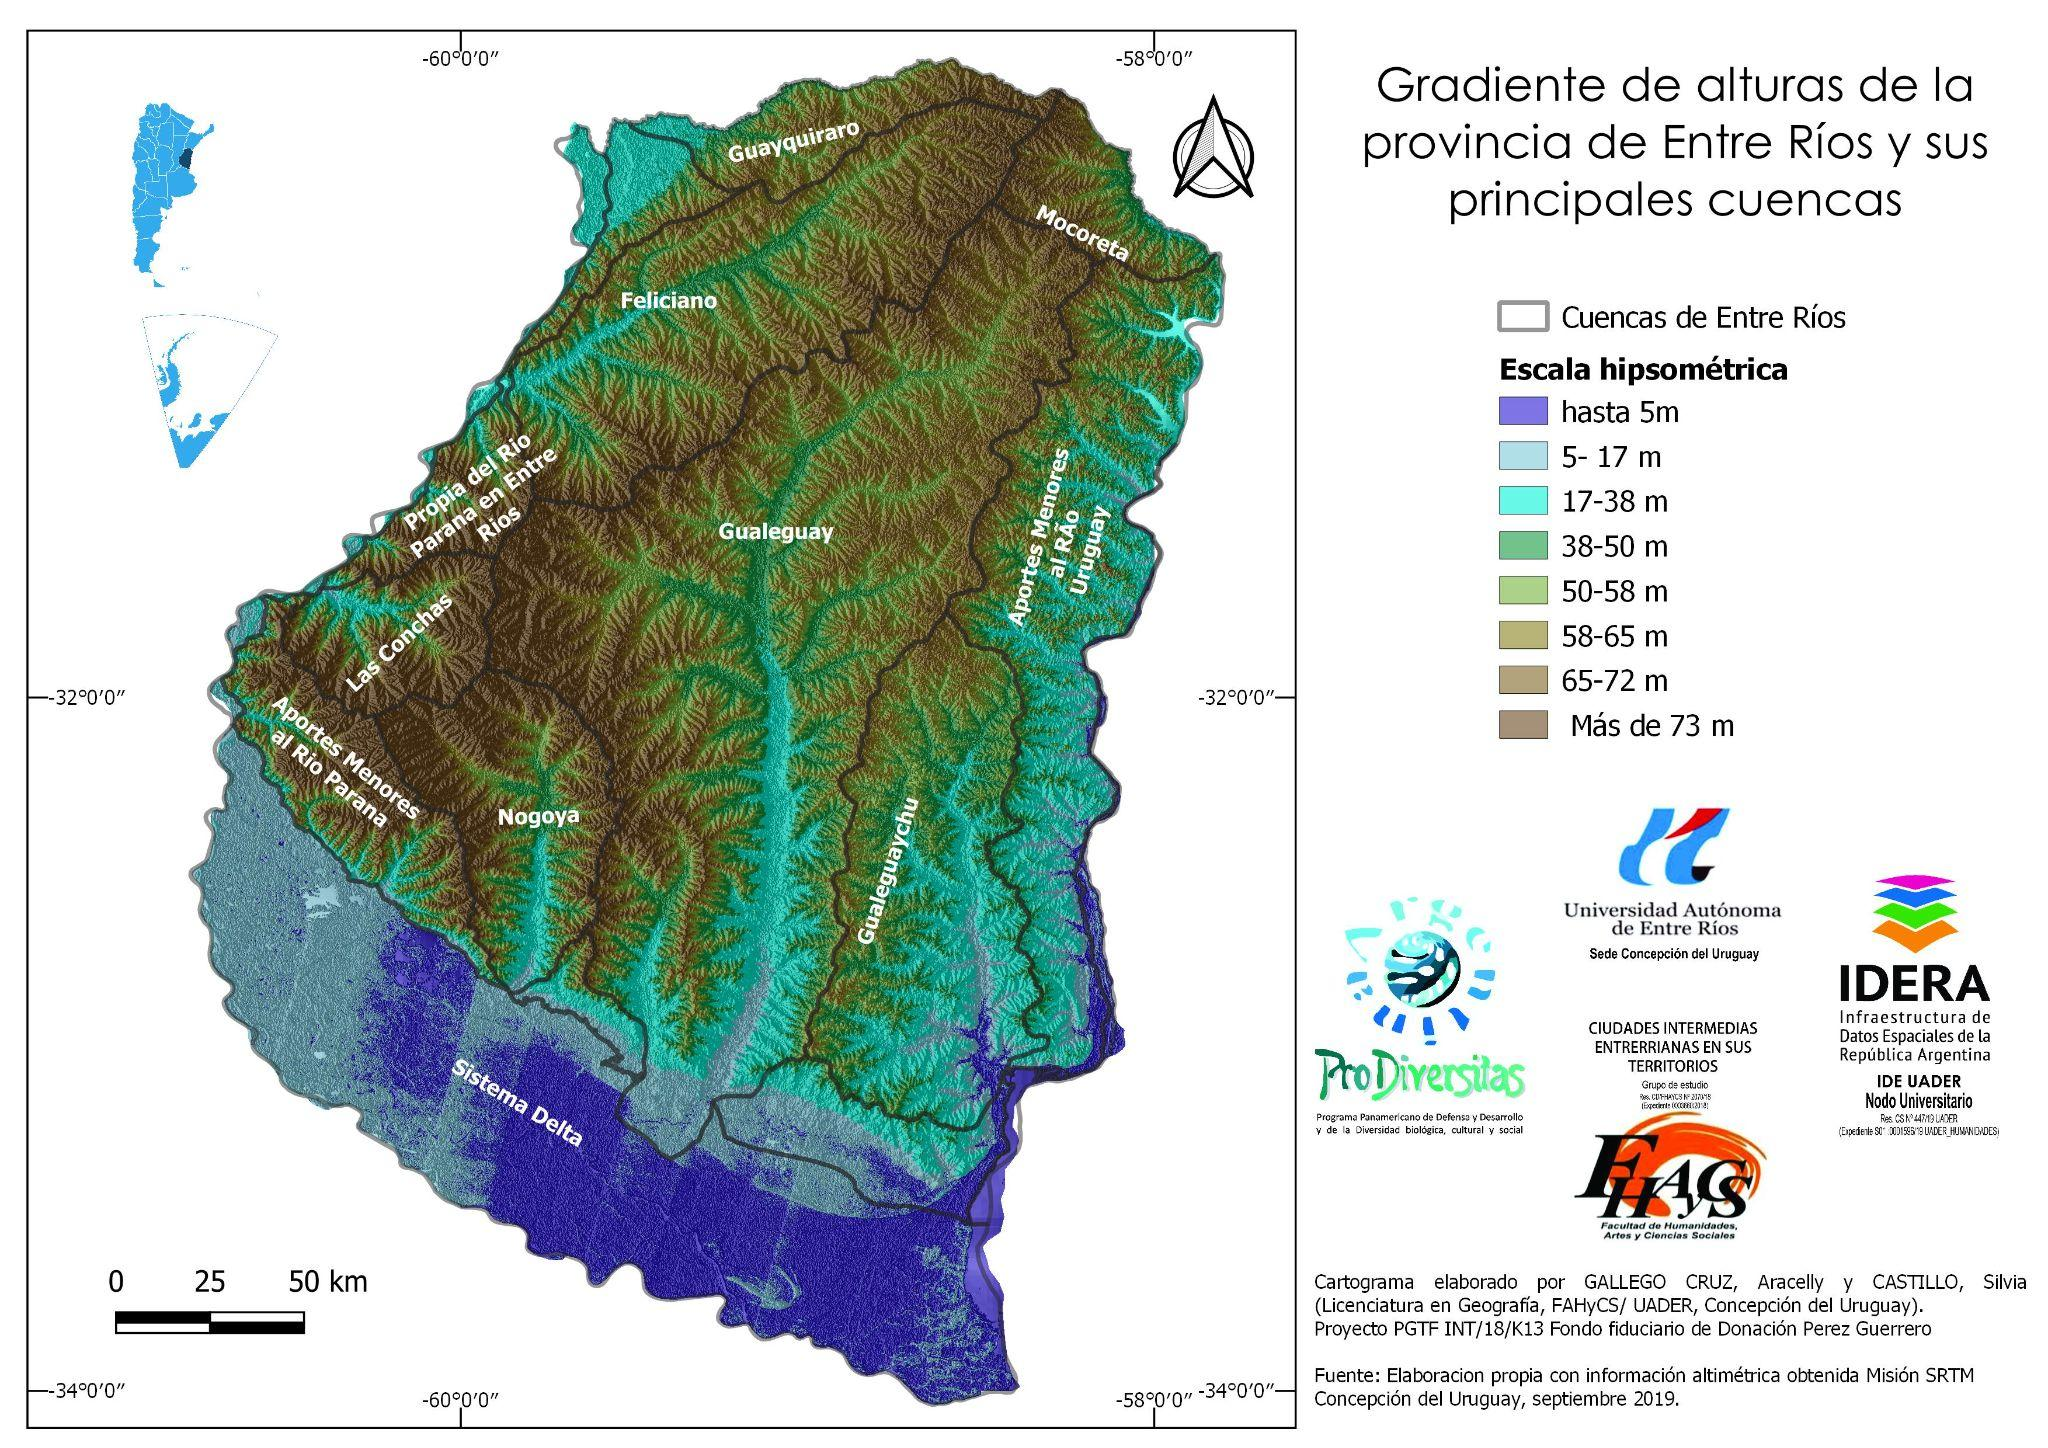 Gradiente de alturas de la
provincia de Entre Ríos y sus
principales cuencas
-60°0'0"
-58°0'0"
Guayquiraro
Mocoreta
Feliciano
Propia del Rio
Parana en Entre
Rios
Gualeguay
Aportes Menores
al RÃo
Uruguay
Las Conchas
-32°0'0"
-32°0'0"
Aportes Menores
al Rio Parana
Nogoya
Gualeguaychu
Sistema Delta
0 25 50 km
-34°0'0"
-60°0'0"
-58°0'0"
-34°0'0"
Cuencas de Entre Ríos
Escala hipsométrica
hasta 5m
5- 17 m
17-38 m
38-50 m
50-58 m
58-65 m
65-72 m
Más de 73 m
Universidad Autónoma
de Entre Ríos
Sede Concepción del Uruguay
ProDiversitas
Programa Panamericano de Defensa y Desarrollo
y de la Diversidad biológica, cultural y social
IDERA
Infraestructura de
Datos Espaciales de la
República Argentina
IDE UADER
Nodo Universitario
Res. CS Nº 447/19 UADER
CIUDADES INTERMEDIAS
ENTRERRIANAS EN SUS
TERRITORIOS
Grupo de estudio
FHAyCS
Facultad de Humanidades,
Artes y Ciencias Sociales
Cartograma elaborado por GALLEGO CRUZ, Aracelly y CASTILLO, Silvia
(Licenciatura en Geografía, FAHyCS/ UADER, Concepción del Uruguay).
Proyecto PGTF INT/18/K13 Fondo fiduciario de Donación Perez Guerrero
Fuente: Elaboracion propia con información altimétrica obtenida Misión SRTM
Concepción del Uruguay, septiembre 2019.